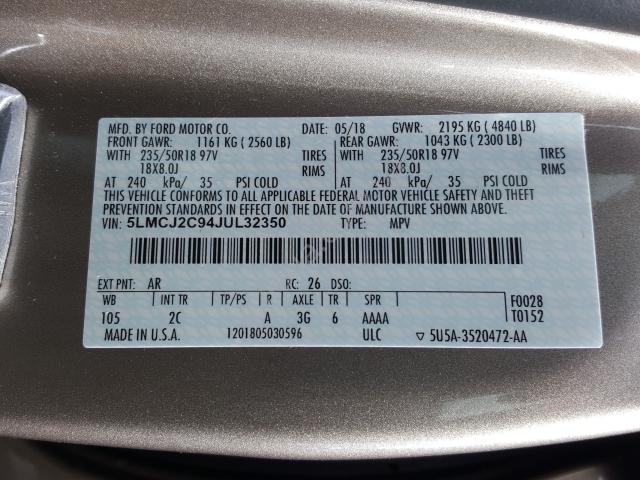 MFD. BY FORD MOTOR CO. DATE: 05/18 GVWR: 2195 KG ( 4840 LB)
FRONT GAWR: 1161 KG ( 2560 LB) REAR GAWR: 1043 KG ( 2300 LB)
WITH 235/50R18 97V TIRES WITH 235/50R18 97V TIRES
18X8.0J RIMS 18X8.0J RIMS
AT 240 kPa/ 35 PSI COLD AT 240 kPa/ 35 PSI COLD
THIS VEHICLE CONFORMS TO ALL APPLICABLE FEDERAL MOTOR VEHICLE SAFETY AND
THEFT PREVENTION STANDARDS IN EFFECT ON THE DATE OF MANUFACTURE SHOWN ABOVE.
VIN: 5LMCJ2C94JUL32350 TYPE: MPV
EXT PNT: AR RC: 26 DSO:
WB INT TR TP/PS R AXLE TR SPR F0028
105 2C A 3G 6 AAAA T0152
MADE IN U.S.A. 1201805030596 ULC ▽ 5U5A-3520472-AA